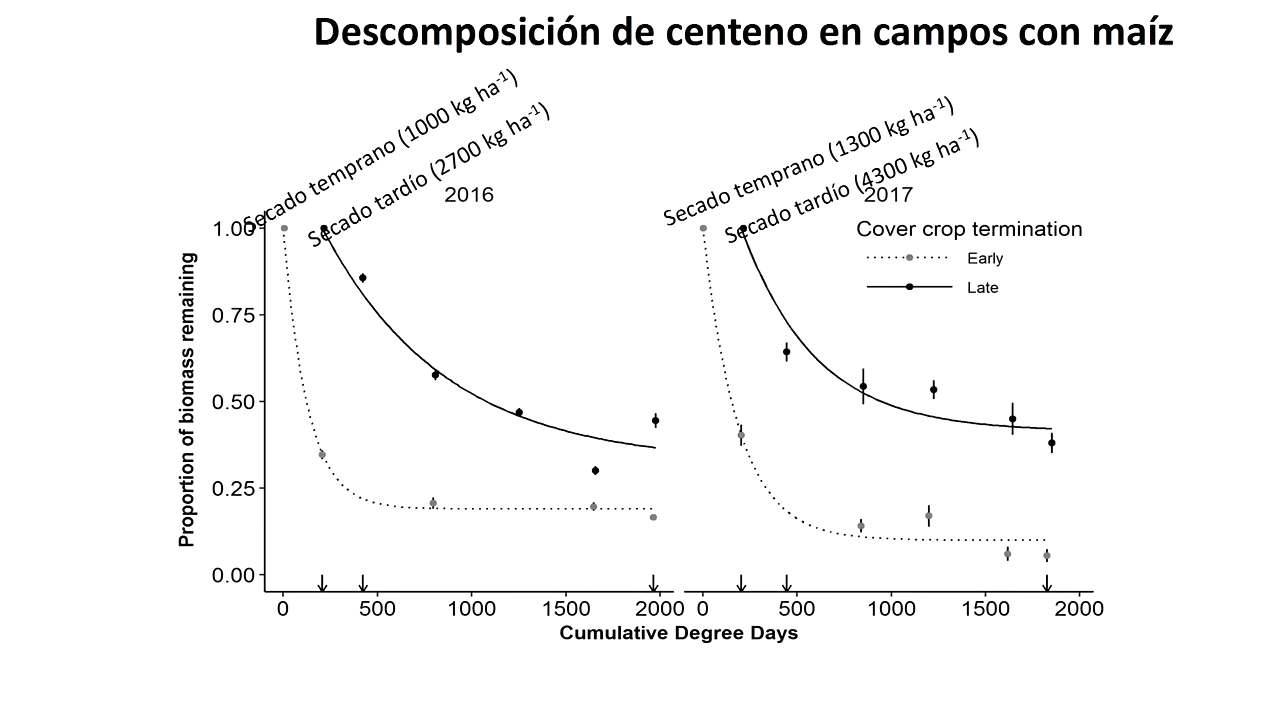 Descomposición de centeno en campos con maíz
Secado temprano (1000 kg ha-1)
Secado tardío (2700 kg ha-1)
2016
Secado temprano (1300 kg ha-1)
Secado tardío (4300 kg ha-1)
2017
Cover crop termination
Early
Late
Proportion of biomass remaining
1.00
0.75
0.50
0.25
0.00
0 500 1000 1500 2000
0 500 1000 1500 2000
Cumulative Degree Days